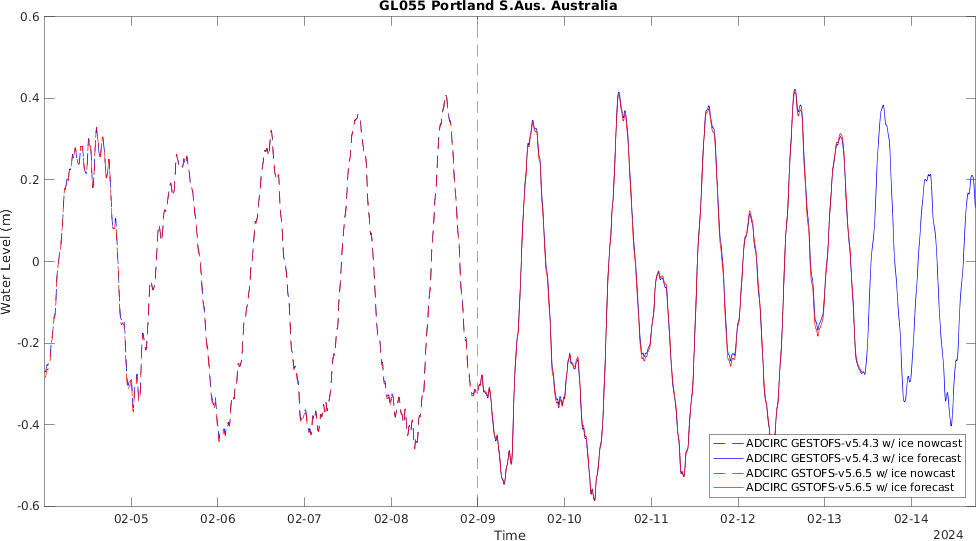 GL055 Portland S.Aus. Australia
0.6
0.4
0.2
0
-0.2
-0.4
-0.6
Water Level (m)
ADCIRC GESTOFS-v5.4.3 w/ ice nowcast
ADCIRC GESTOFS-v5.4.3 w/ ice forecast
ADCIRC GSTOFS-v5.6.5 w/ ice nowcast
ADCIRC GSTOFS-v5.6.5 w/ ice forecast
02-05 02-06 02-07 02-08 02-09 02-10 02-11 02-12 02-13 02-14
Time
2024